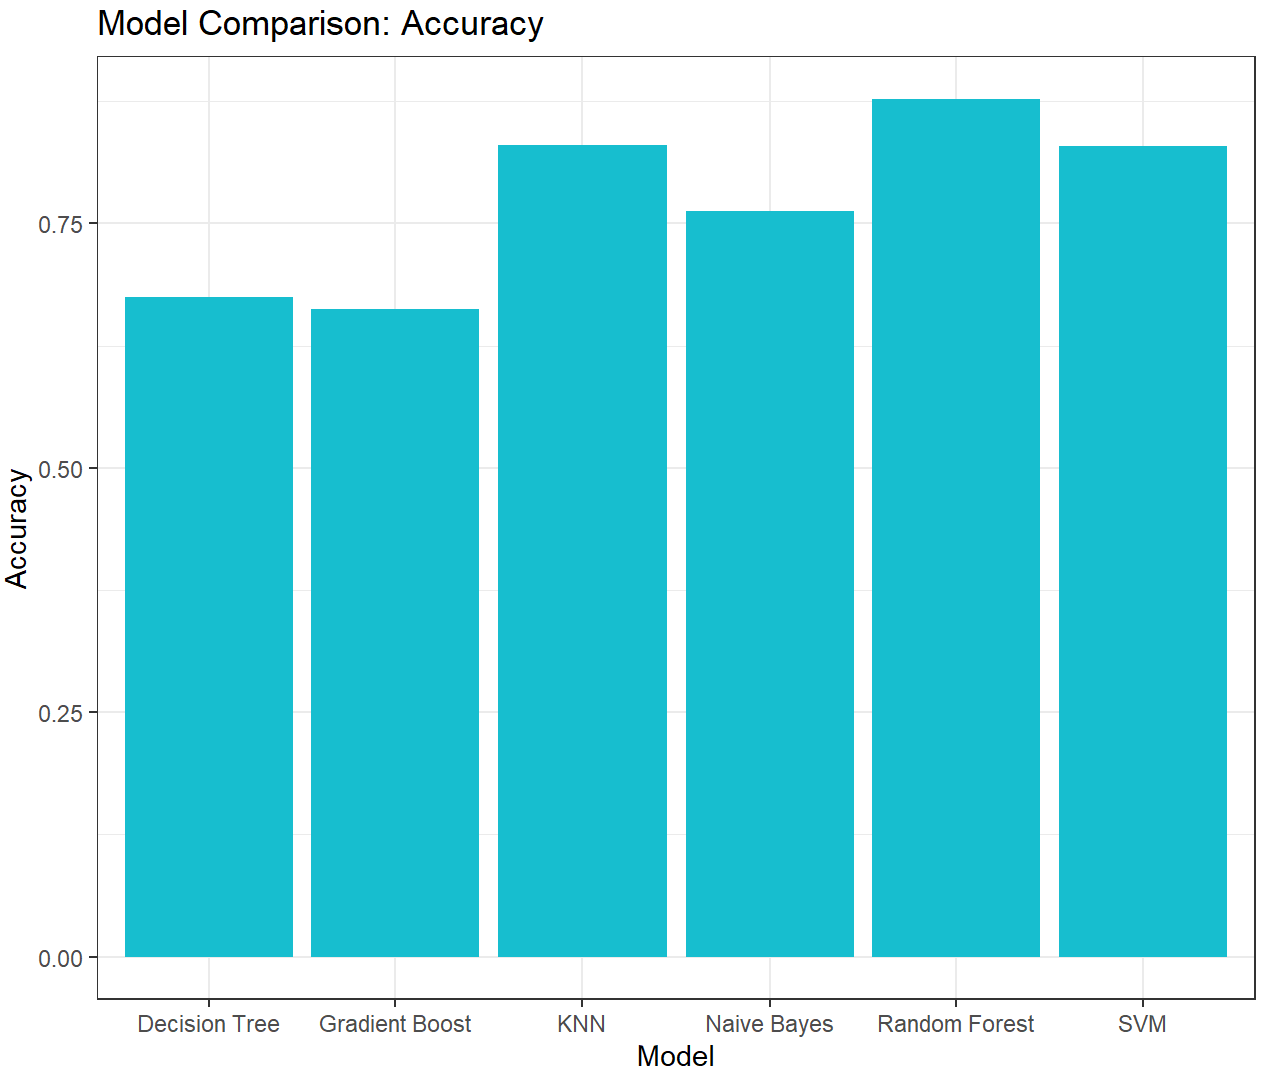 Model Comparison: Accuracy
Accuracy
0.75
0.50
0.25
0.00
Decision Tree Gradient Boost KNN Naive Bayes Random Forest SVM
Model